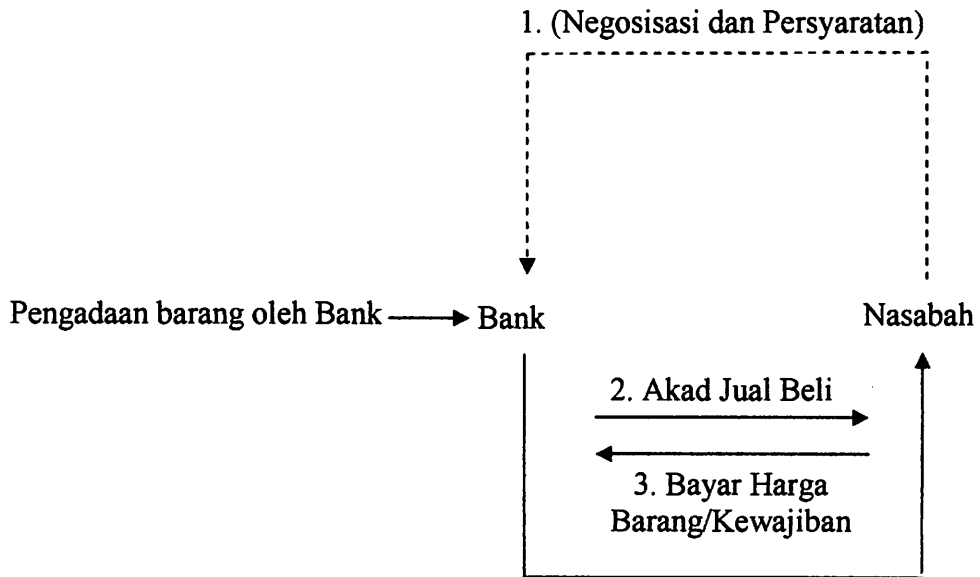 1. (Negosisasi dan Persyaratan)
Pengadaan barang oleh Bank
Bank
Nasabah
2. Akad Jual Beli
3. Bayar Harga
Barang/Kewajiban